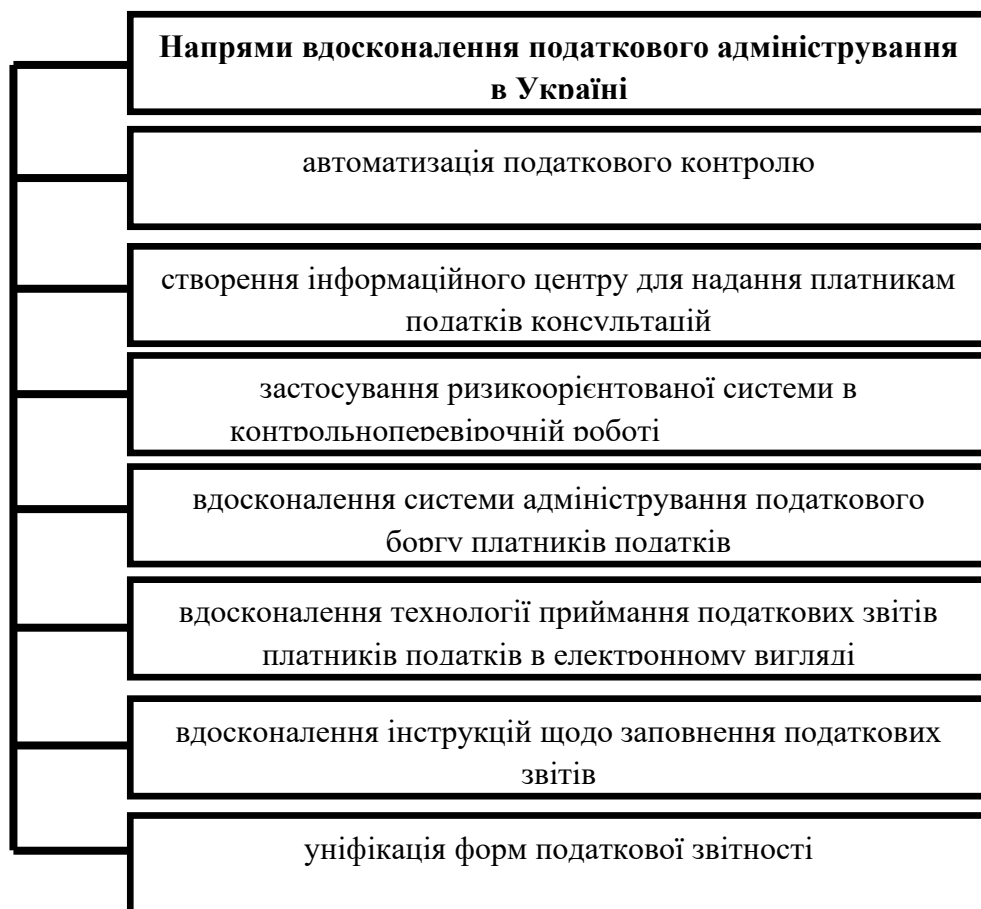 Напрями вдосконалення податкового адміністрування
в Україні
автоматизація податкового контролю
створення інформаційного центру для надання платникам
податків консультацій
застосування ризикоорієнтованої системи в
контрольноперевірочній роботі
вдосконалення системи адміністрування податкового
боргу платників податків
вдосконалення технології приймання податкових звітів
платників податків в електронному вигляді
вдосконалення інструкцій щодо заповнення податкових
звітів
уніфікація форм податкової звітності